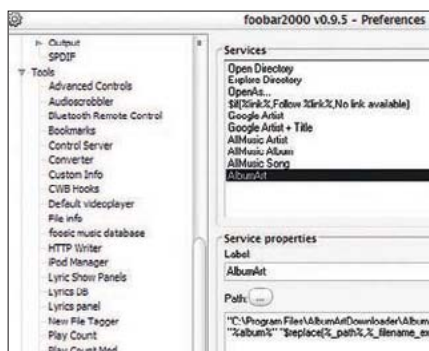 foobar2000 v0.9.5 - Preferences
Output
SPDIF
Tools
Advanced Controls
Audioscrobbler
Bluetooth Remote Control
Bookmarks
Control Server
Converter
Custom Info
CWB Hooks
Default videoplayer
File info
foosic music database
HTTP Writer
iPod Manager
Lyric Show Panels
Lyrics DB
Lyrics panel
New File Tagger
Play Count
Play Count Mod
Services
Open Directory
Explore Directory
OpenAs...
$if(%link%,Follow %link%,No link available)
Google Artist
Google Artist + Title
AllMusic Artist
AllMusic Album
AllMusic Song
AlbumArt
Service properties
Label
AlbumArt
Path: ...
"C:\Program Files\AlbumArtDownloader\Album
"%album%" "$replace(%_path%,%_filename_ex